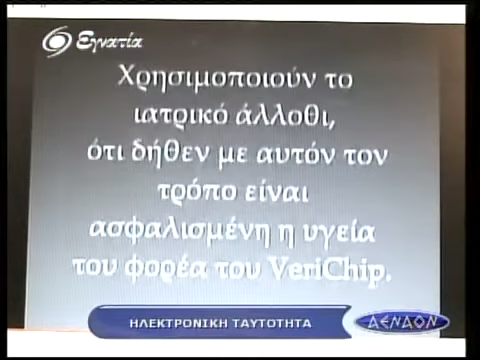 Εγνατία
Χρησιμοποιούν το
ιατρικό άλλοθι,
ότι δήθεν με αυτόν τον
τρόπο είναι
ασφαλισμένη η υγεία
του φορέα του VeriChip.
ΗΛΕΚΤΡΟΝΙΚΗ ΤΑΥΤΟΤΗΤΑ
ΑΕΝΔΟΝ